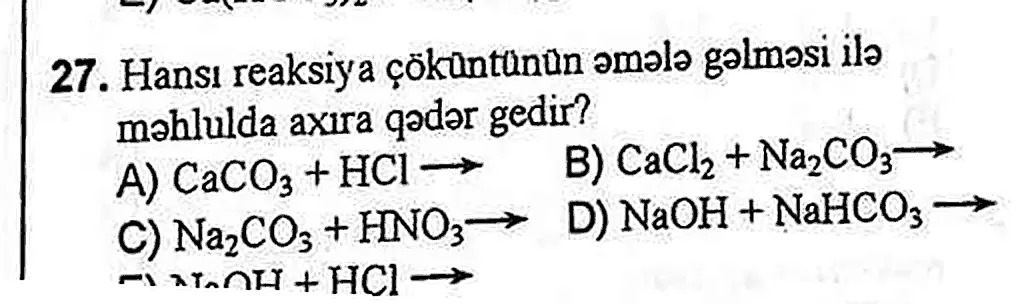 27. Hansı reaksiya çöküntünün əmələ gəlməsi ilə
məhlulda axıra qədər gedir?
A) CaCO₃ + HCl → B) CaCl₂ + Na₂CO₃→
C) Na₂CO₃ + HNO₃→ D) NaOH + NaHCO₃ →
E) NaOH + HCl →